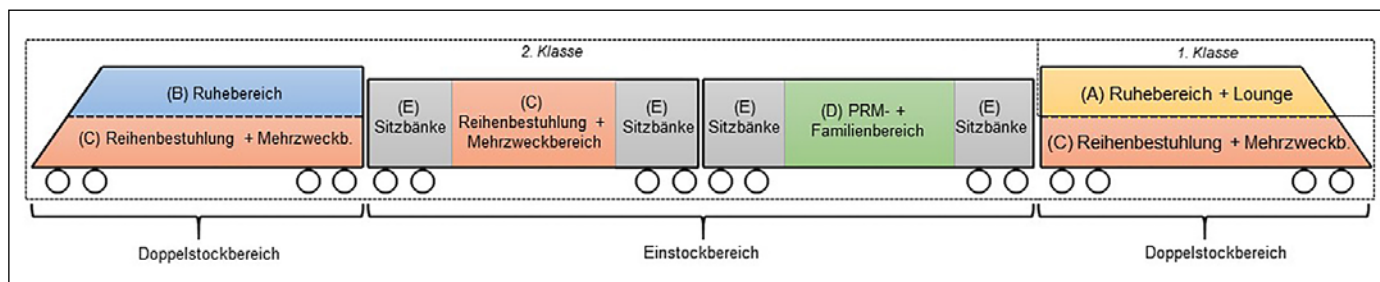 2. Klasse
1. Klasse
(B) Ruhebereich
(C) Reihenbestuhlung + Mehrzweckb.
(E)
Sitzbänke
(C)
Reihenbestuhlung +
Mehrzweckbereich
(E)
Sitzbänke
(E)
Sitzbänke
(D) PRM- +
Familienbereich
(E)
Sitzbänke
(A) Ruhebereich + Lounge
(C) Reihenbestuhlung + Mehrzweckb.
Doppelstockbereich
Einstockbereich
Doppelstockbereich